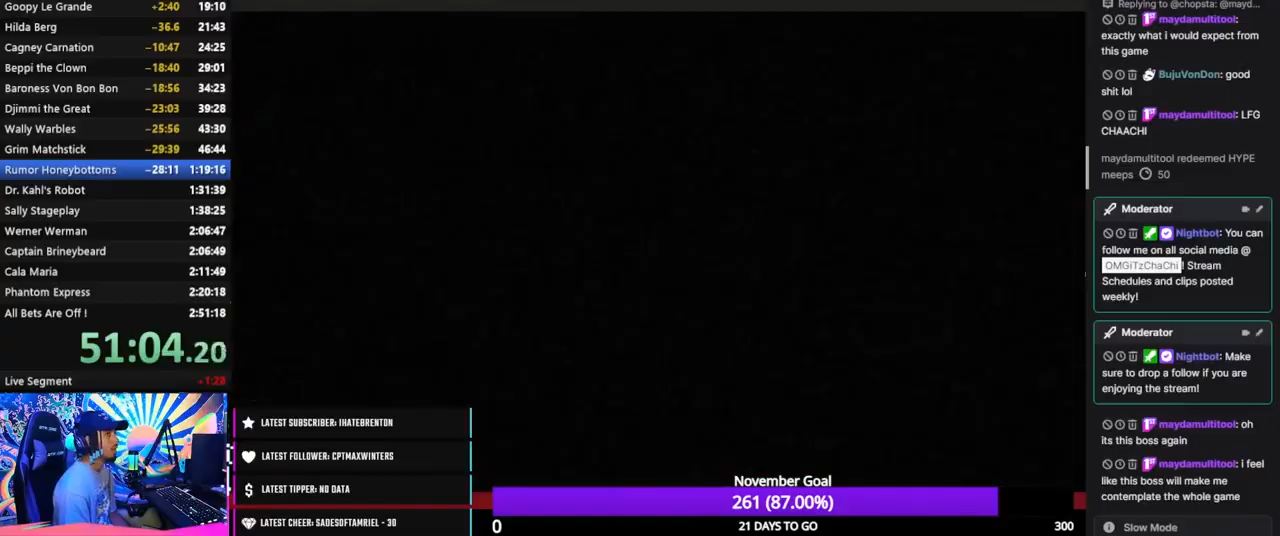 Goopy Le Grande +2:40 19:10
Hilda Berg −36.6 21:43
Cagney Carnation −10:47 24:25
Beppi the Clown −18:40 29:01
Baroness Von Bon Bon −18:56 34:23
Djimmi the Great −23:03 39:28
Wally Warbles −25:56 43:30
Grim Matchstick −29:39 46:44
Rumor Honeybottoms −28:11 1:19:16
Dr. Kahl's Robot 1:31:39
Sally Stageplay 1:38:25
Werner Werman 2:06:47
Captain Brineybeard 2:06:49
Cala Maria 2:11:49
Phantom Express 2:20:18
All Bets Are Off ! 2:51:18
51:04.20
Live Segment +1:28
LATEST SUBSCRIBER: IHATEBRENTON
LATEST FOLLOWER: CPTMAXWINTERS
LATEST TIPPER: NO DATA
LATEST CHEER: SADESOFTAMRIEL - 30
November Goal
261 (87.00%)
0 21 DAYS TO GO 300
Replying to @chopsta: @mayd...
maydamultitool:
exactly what i would expect from
this game
BujuVonDon: good
shit lol
maydamultitool: LFG
CHAACHI
maydamultitool redeemed HYPE
meeps 50
Moderator
Nightbot: You can
follow me on all social media @
OMGiTzChaChi ! Stream
Schedules and clips posted
weekly!
Moderator
Nightbot: Make
sure to drop a follow if you are
enjoying the stream!
maydamultitool: oh
its this boss again
maydamultitool: i feel
like this boss will make me
contemplate the whole game
Slow Mode